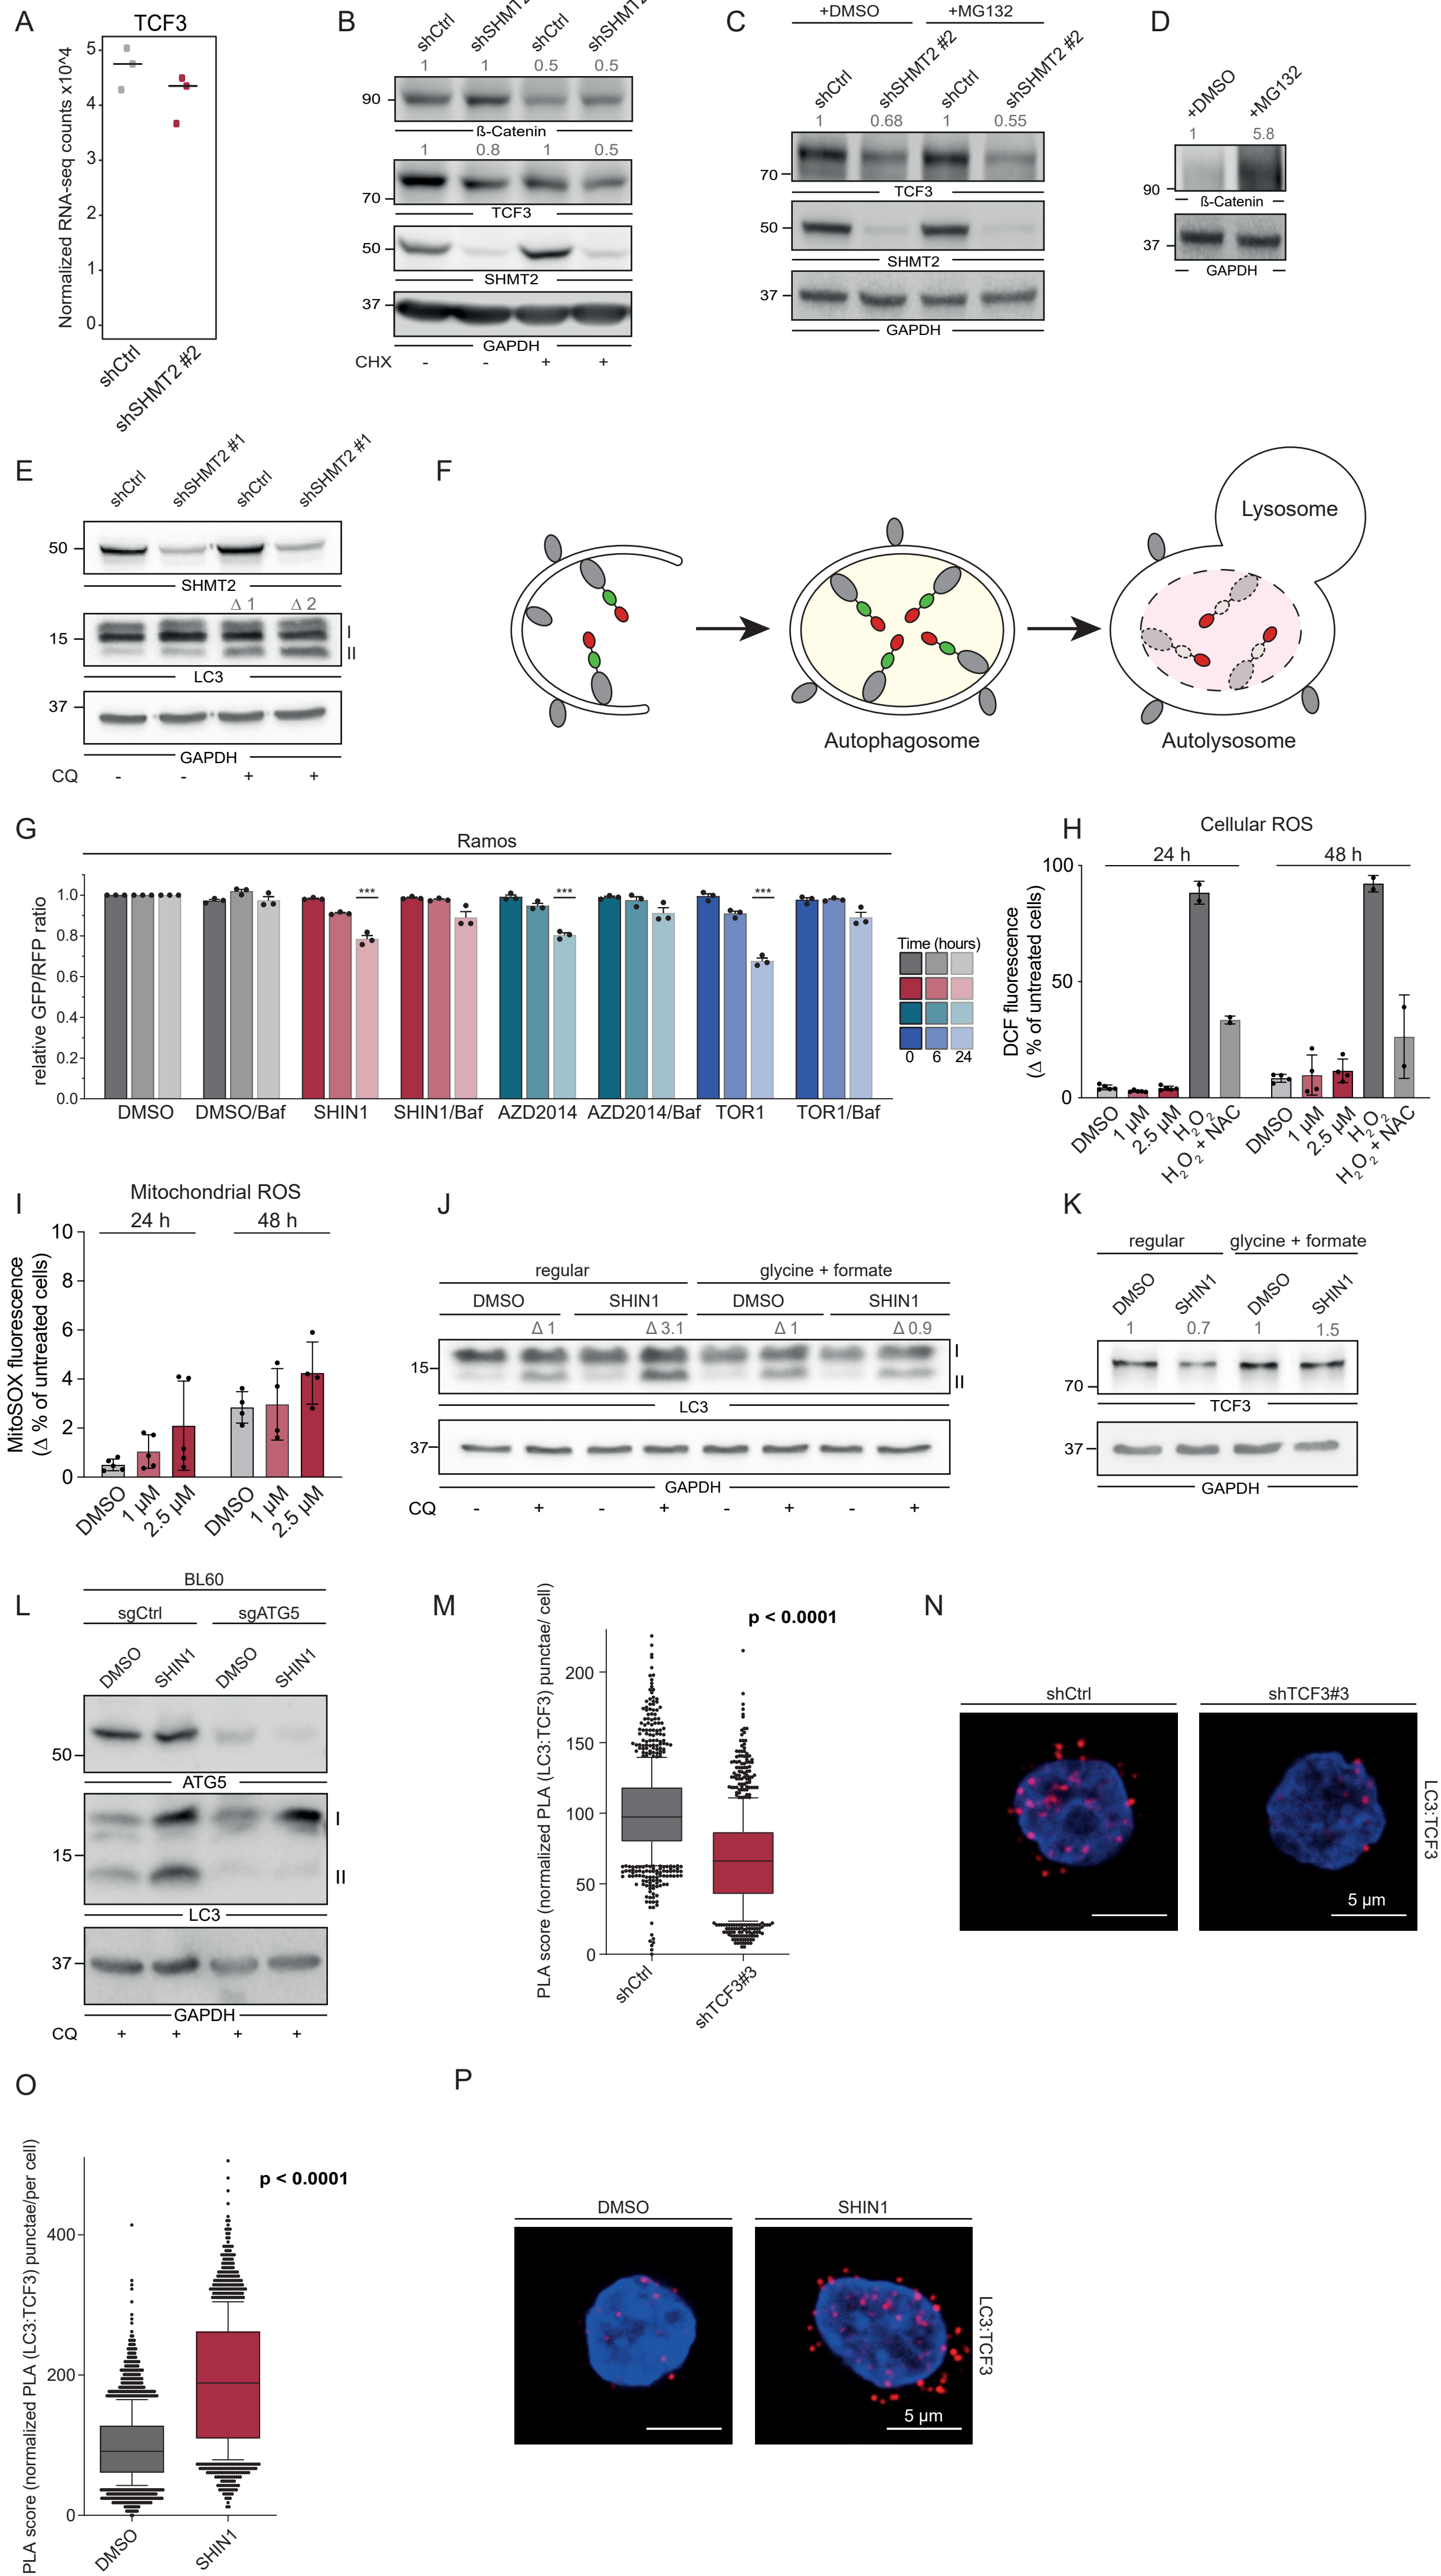 A
TCF3
Normalized RNA-seq counts x10^4
5
4
3
2
1
0
shCtrl
shSHMT2 #2
B
shCtrl
shSHMT2
shCtrl
shSHMT2
1 1 0.5 0.5
90
ß-Catenin
1 0.8 1 0.5
70
TCF3
50
SHMT2
37
GAPDH
CHX - - + +
C
+DMSO +MG132
shCtrl
shSHMT2 #2
shCtrl
shSHMT2 #2
1 0.68 1 0.55
70
TCF3
50
SHMT2
37
GAPDH
D
+DMSO
+MG132
1 5.8
90
ß-Catenin
37
GAPDH
E
shCtrl
shSHMT2 #1
shCtrl
shSHMT2 #1
50
SHMT2
Δ 1 Δ 2
15
I
II
LC3
37
GAPDH
CQ - - + +
F
Lysosome
Autophagosome
Autolysosome
G
Ramos
relative GFP/RFP ratio
1.0
0.8
0.6
0.4
0.2
0.0
*** *** ***
DMSO DMSO/Baf SHIN1 SHIN1/Baf AZD2014 AZD2014/Baf TOR1 TOR1/Baf
Time (hours)
0 6 24
H
Cellular ROS
24 h 48 h
DCF fluorescence
(Δ % of untreated cells)
100
50
0
DMSO
1 µM
2.5 µM
H2O2
H2O2 + NAC
DMSO
1 µM
2.5 µM
H2O2
H2O2 + NAC
I
Mitochondrial ROS
24 h 48 h
MitoSOX fluorescence
(Δ % of untreated cells)
10
8
6
4
2
0
DMSO
1 µM
2.5 µM
DMSO
1 µM
2.5 µM
J
regular glycine + formate
DMSO SHIN1 DMSO SHIN1
Δ 1 Δ 3.1 Δ 1 Δ 0.9
15
I
II
LC3
37
GAPDH
CQ - + - + - + - +
K
regular glycine + formate
DMSO
SHIN1
DMSO
SHIN1
1 0.7 1 1.5
70
TCF3
37
GAPDH
L
BL60
sgCtrl sgATG5
DMSO
SHIN1
DMSO
SHIN1
50
ATG5
I
15
II
LC3
37
GAPDH
CQ + + + +
M
p < 0.0001
PLA score (normalized PLA (LC3:TCF3) punctae/ cell)
200
150
100
50
0
shCtrl
shTCF3#3
N
shCtrl shTCF3#3
LC3:TCF3
5 µm
O
p < 0.0001
PLA score (normalized PLA (LC3:TCF3) punctae/per cell)
400
200
0
DMSO
SHIN1
P
DMSO SHIN1
LC3:TCF3
5 µm